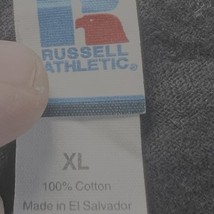 RUSSELL
ATHLETIC®
XL
100% Cotton
Made in El Salvador